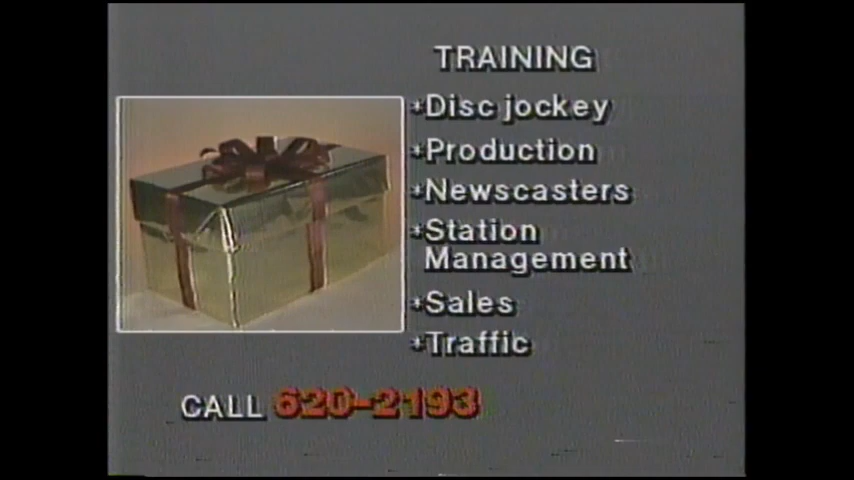 TRAINING
*Disc jockey
*Production
*Newscasters
*Station
Management
*Sales
*Traffic
CALL 620-2193